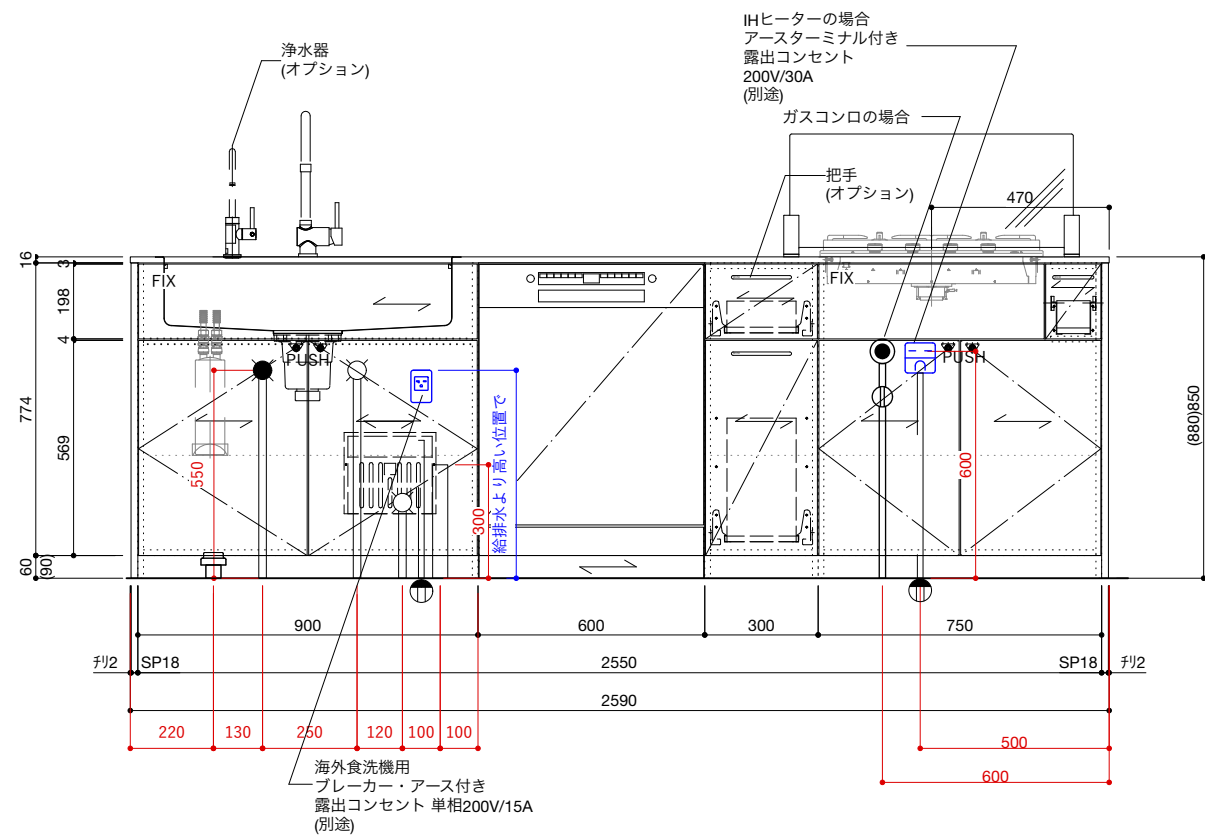 IHヒーターの場合
アースターミナル付き
露出コンセント
200V/30A
(別途)
浄水器
(オプション)
ガスコンロの場合
把手
(オプション)
470
16
3
198
4
774
569
60
(90)
FIX
FIX
PUSH
PUSH
550
300
給排水より高い位置で
600
(880)850
900
600
300
750
ﾁﾘ2
SP18
2550
SP18
ﾁﾘ2
2590
220
130
250
120
100
100
500
600
海外食洗機用
ブレーカー・アース付き
露出コンセント 単相200V/15A
(別途)